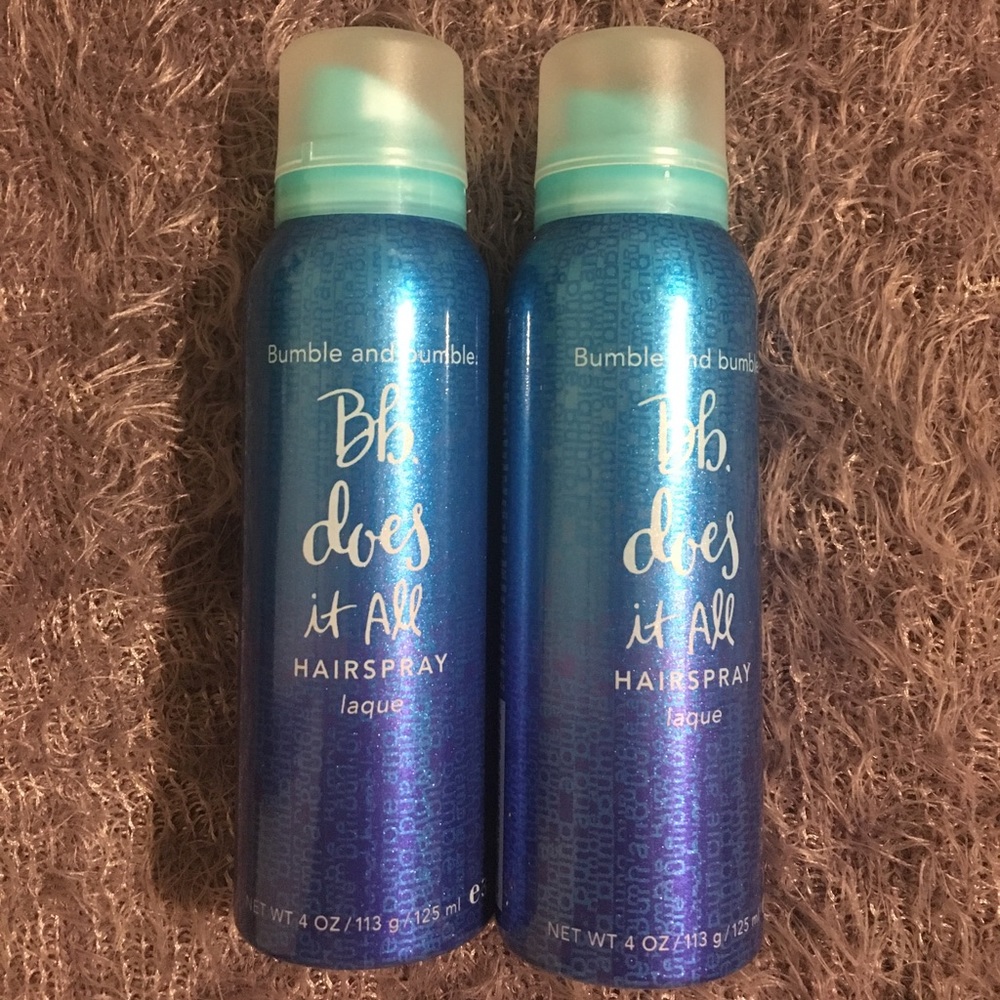 Bumble and bumble.
Bb.
does
it All
HAIRSPRAY
laque
NET WT 4 OZ/113 g/125 ml e
Bumble and bumble
Bb.
does
it All
HAIRSPRAY
laque
NET WT 4 OZ/113 g/125 ml